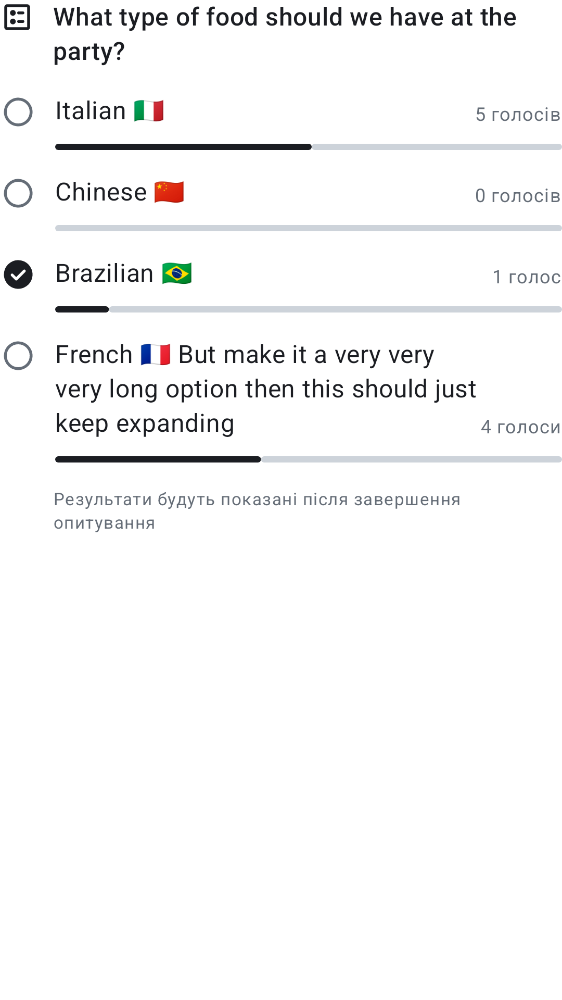 What type of food should we have at the
party?
Italian 🇮🇹
5 голосів
Chinese 🇨🇳
0 голосів
Brazilian 🇧🇷
1 голос
French 🇫🇷 But make it a very very
very long option then this should just
keep expanding
4 голоси
Результати будуть показані після завершення
опитування